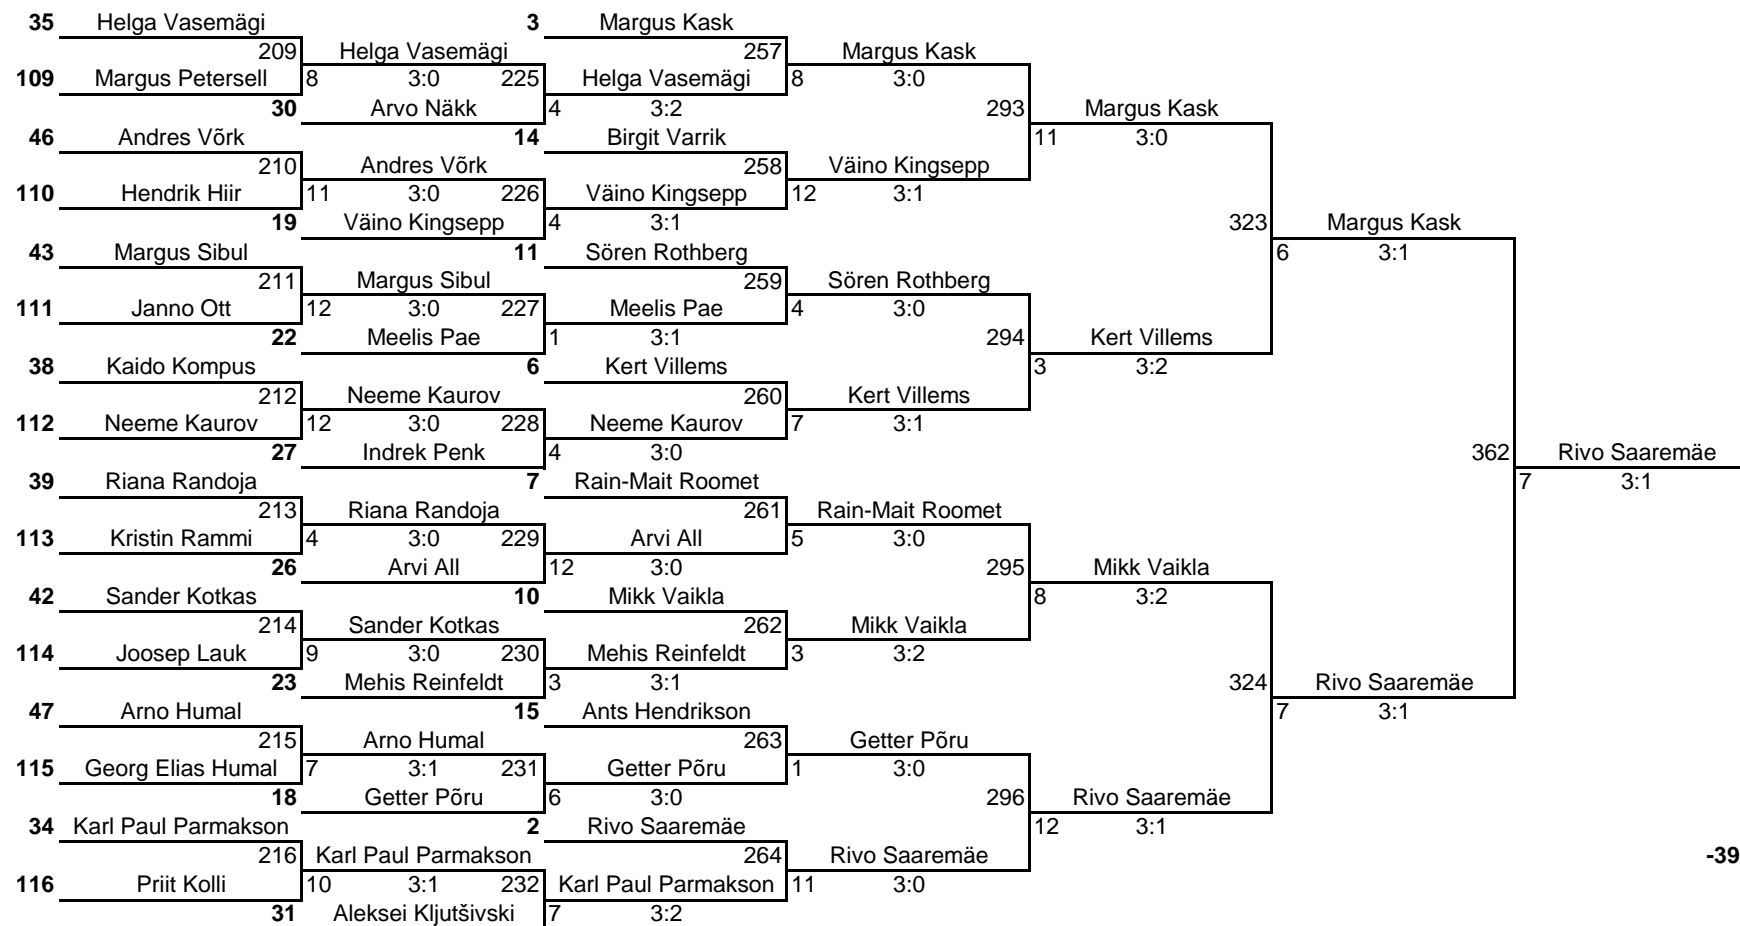 35 Helga Vasemägi 3 Margus Kask
209 Helga Vasemägi 257 Margus Kask
109 Margus Petersell 8 3:0 225 Helga Vasemägi 8 3:0
30 Arvo Näkk 4 3:2 293 Margus Kask
46 Andres Võrk 14 Birgit Varrik 11 3:0
210 Andres Võrk 258 Väino Kingsepp
110 Hendrik Hiir 11 3:0 226 Väino Kingsepp 12 3:1
19 Väino Kingsepp 4 3:1 323 Margus Kask
43 Margus Sibul 11 Sören Rothberg 6 3:1
211 Margus Sibul 259 Sören Rothberg
111 Janno Ott 12 3:0 227 Meelis Pae 4 3:0
22 Meelis Pae 1 3:1 294 Kert Villems
38 Kaido Kompus 6 Kert Villems 3 3:2
212 Neeme Kaurov 260 Kert Villems
112 Neeme Kaurov 12 3:0 228 Neeme Kaurov 7 3:1
27 Indrek Penk 4 3:0 362 Rivo Saaremäe
39 Riana Randoja 7 Rain-Mait Roomet 7 3:1
213 Riana Randoja 261 Rain-Mait Roomet
113 Kristin Rammi 4 3:0 229 Arvi All 5 3:0
26 Arvi All 12 3:0 295 Mikk Vaikla
42 Sander Kotkas 10 Mikk Vaikla 8 3:2
214 Sander Kotkas 262 Mikk Vaikla
114 Joosep Lauk 9 3:0 230 Mehis Reinfeldt 3 3:2
23 Mehis Reinfeldt 3 3:1 324 Rivo Saaremäe
47 Arno Humal 15 Ants Hendrikson 7 3:1
215 Arno Humal 263 Getter Põru
115 Georg Elias Humal 7 3:1 231 Getter Põru 1 3:0
18 Getter Põru 6 3:0 296 Rivo Saaremäe
34 Karl Paul Parmakson 2 Rivo Saaremäe 12 3:1
216 Karl Paul Parmakson 264 Rivo Saaremäe -39
116 Priit Kolli 10 3:1 232 Karl Paul Parmakson 11 3:0
31 Aleksei Kljutšivski 7 3:2